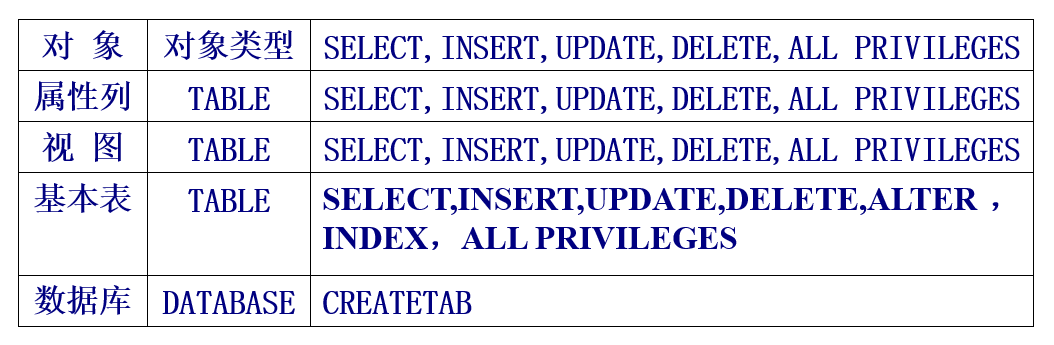 对 象 对象类型 SELECT,INSERT,UPDATE,DELETE,ALL PRIVILEGES
属性列 TABLE SELECT,INSERT,UPDATE,DELETE,ALL PRIVILEGES
视 图 TABLE SELECT,INSERT,UPDATE,DELETE,ALL PRIVILEGES
基本表 TABLE SELECT,INSERT,UPDATE,DELETE,ALTER ，
INDEX，ALL PRIVILEGES
数据库 DATABASE CREATETAB